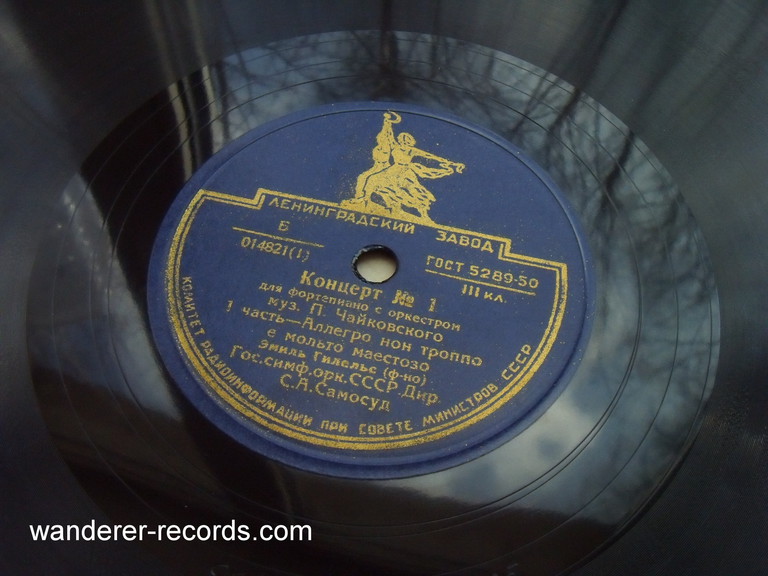 ЛЕНИНГРАДСКИЙ ЗАВОД
Б
014821(1)
ГОСТ 5289-50
III кл.
Концерт № 1
для фортепиано с оркестром
муз. П. Чайковского
1 часть—Аллегро нон троппо
е мольто маестозо
Эмиль Гилельс (ф-но)
Гос.симф.орк.СССР.Дир.
С.А.Самосуд
КОМИТЕТ РАДИОИНФОРМАЦИИ ПРИ СОВЕТЕ МИНИСТРОВ СССР
wanderer-records.com